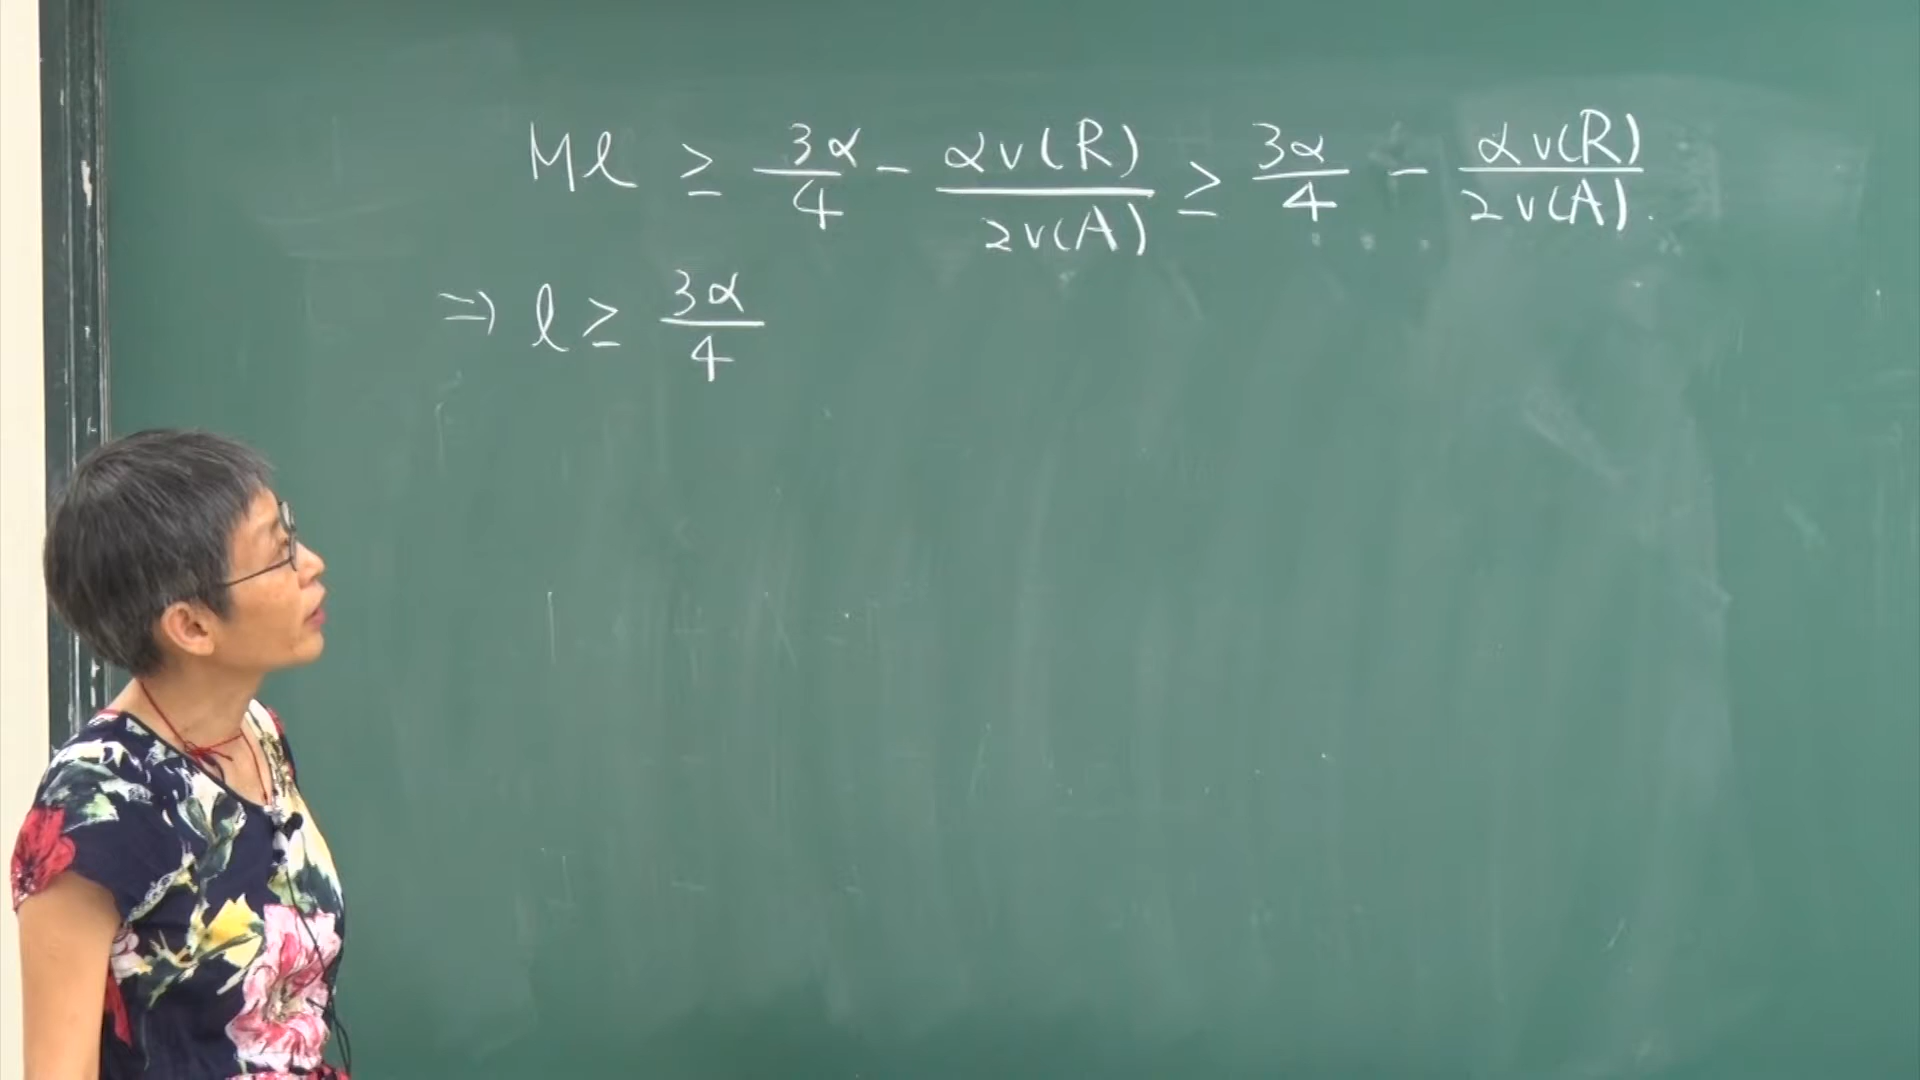 Ml ≥ 3α/4 - αv(R)/2v(A) ≥ 3α/4 - αv(R)/2v(A).
⇒ l ≥ 3α/4